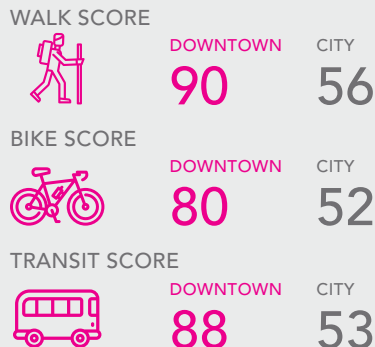 WALK SCORE
DOWNTOWN CITY
90 56
BIKE SCORE
DOWNTOWN CITY
80 52
TRANSIT SCORE
DOWNTOWN CITY
88 53